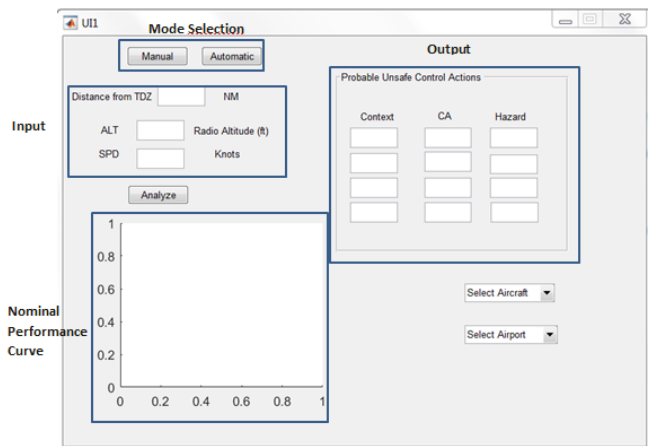 UI1
Mode Selection
Manual Automatic
Output
Input
Distance from TDZ NM
ALT Radio Altitude (ft)
SPD Knots
Probable Unsafe Control Actions
Context CA Hazard
Analyze
Nominal
Performance
Curve
1
0.8
0.6
0.4
0.2
0
0 0.2 0.4 0.6 0.8 1
Select Aircraft
Select Airport